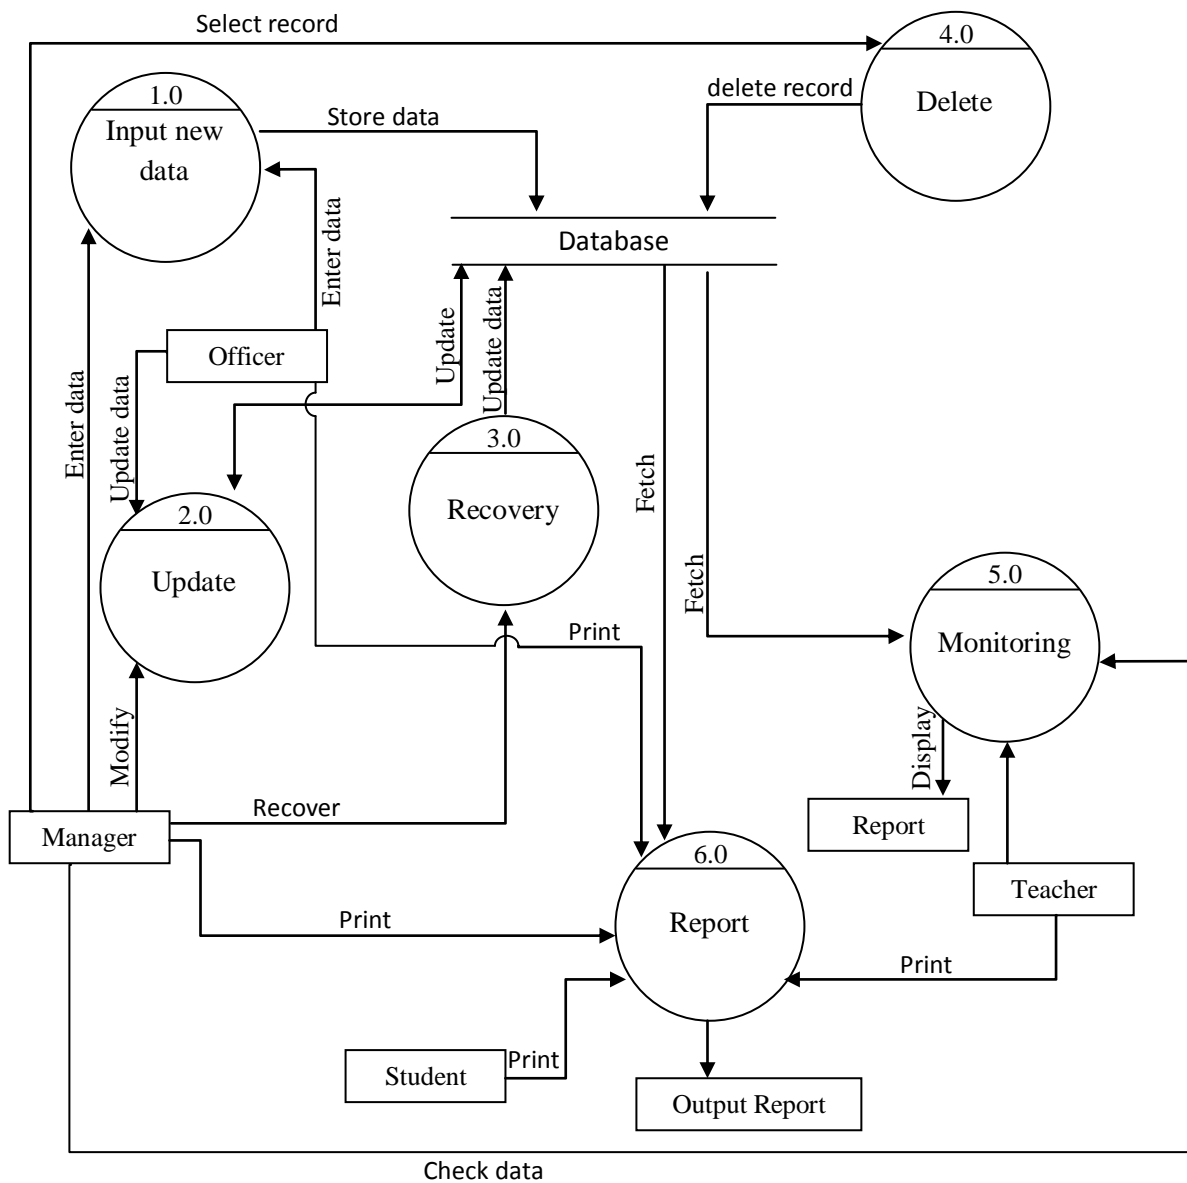 Select record
4.0
Delete
delete record
1.0
Input new
data
Store data
Enter data
Database
Officer
Update
Update data
Enter data
Update data
3.0
Recovery
Fetch
2.0
Update
Fetch
5.0
Monitoring
Print
Modify
Display
Recover
Manager
Report
6.0
Report
Teacher
Print
Print
Student
Print
Output Report
Check data